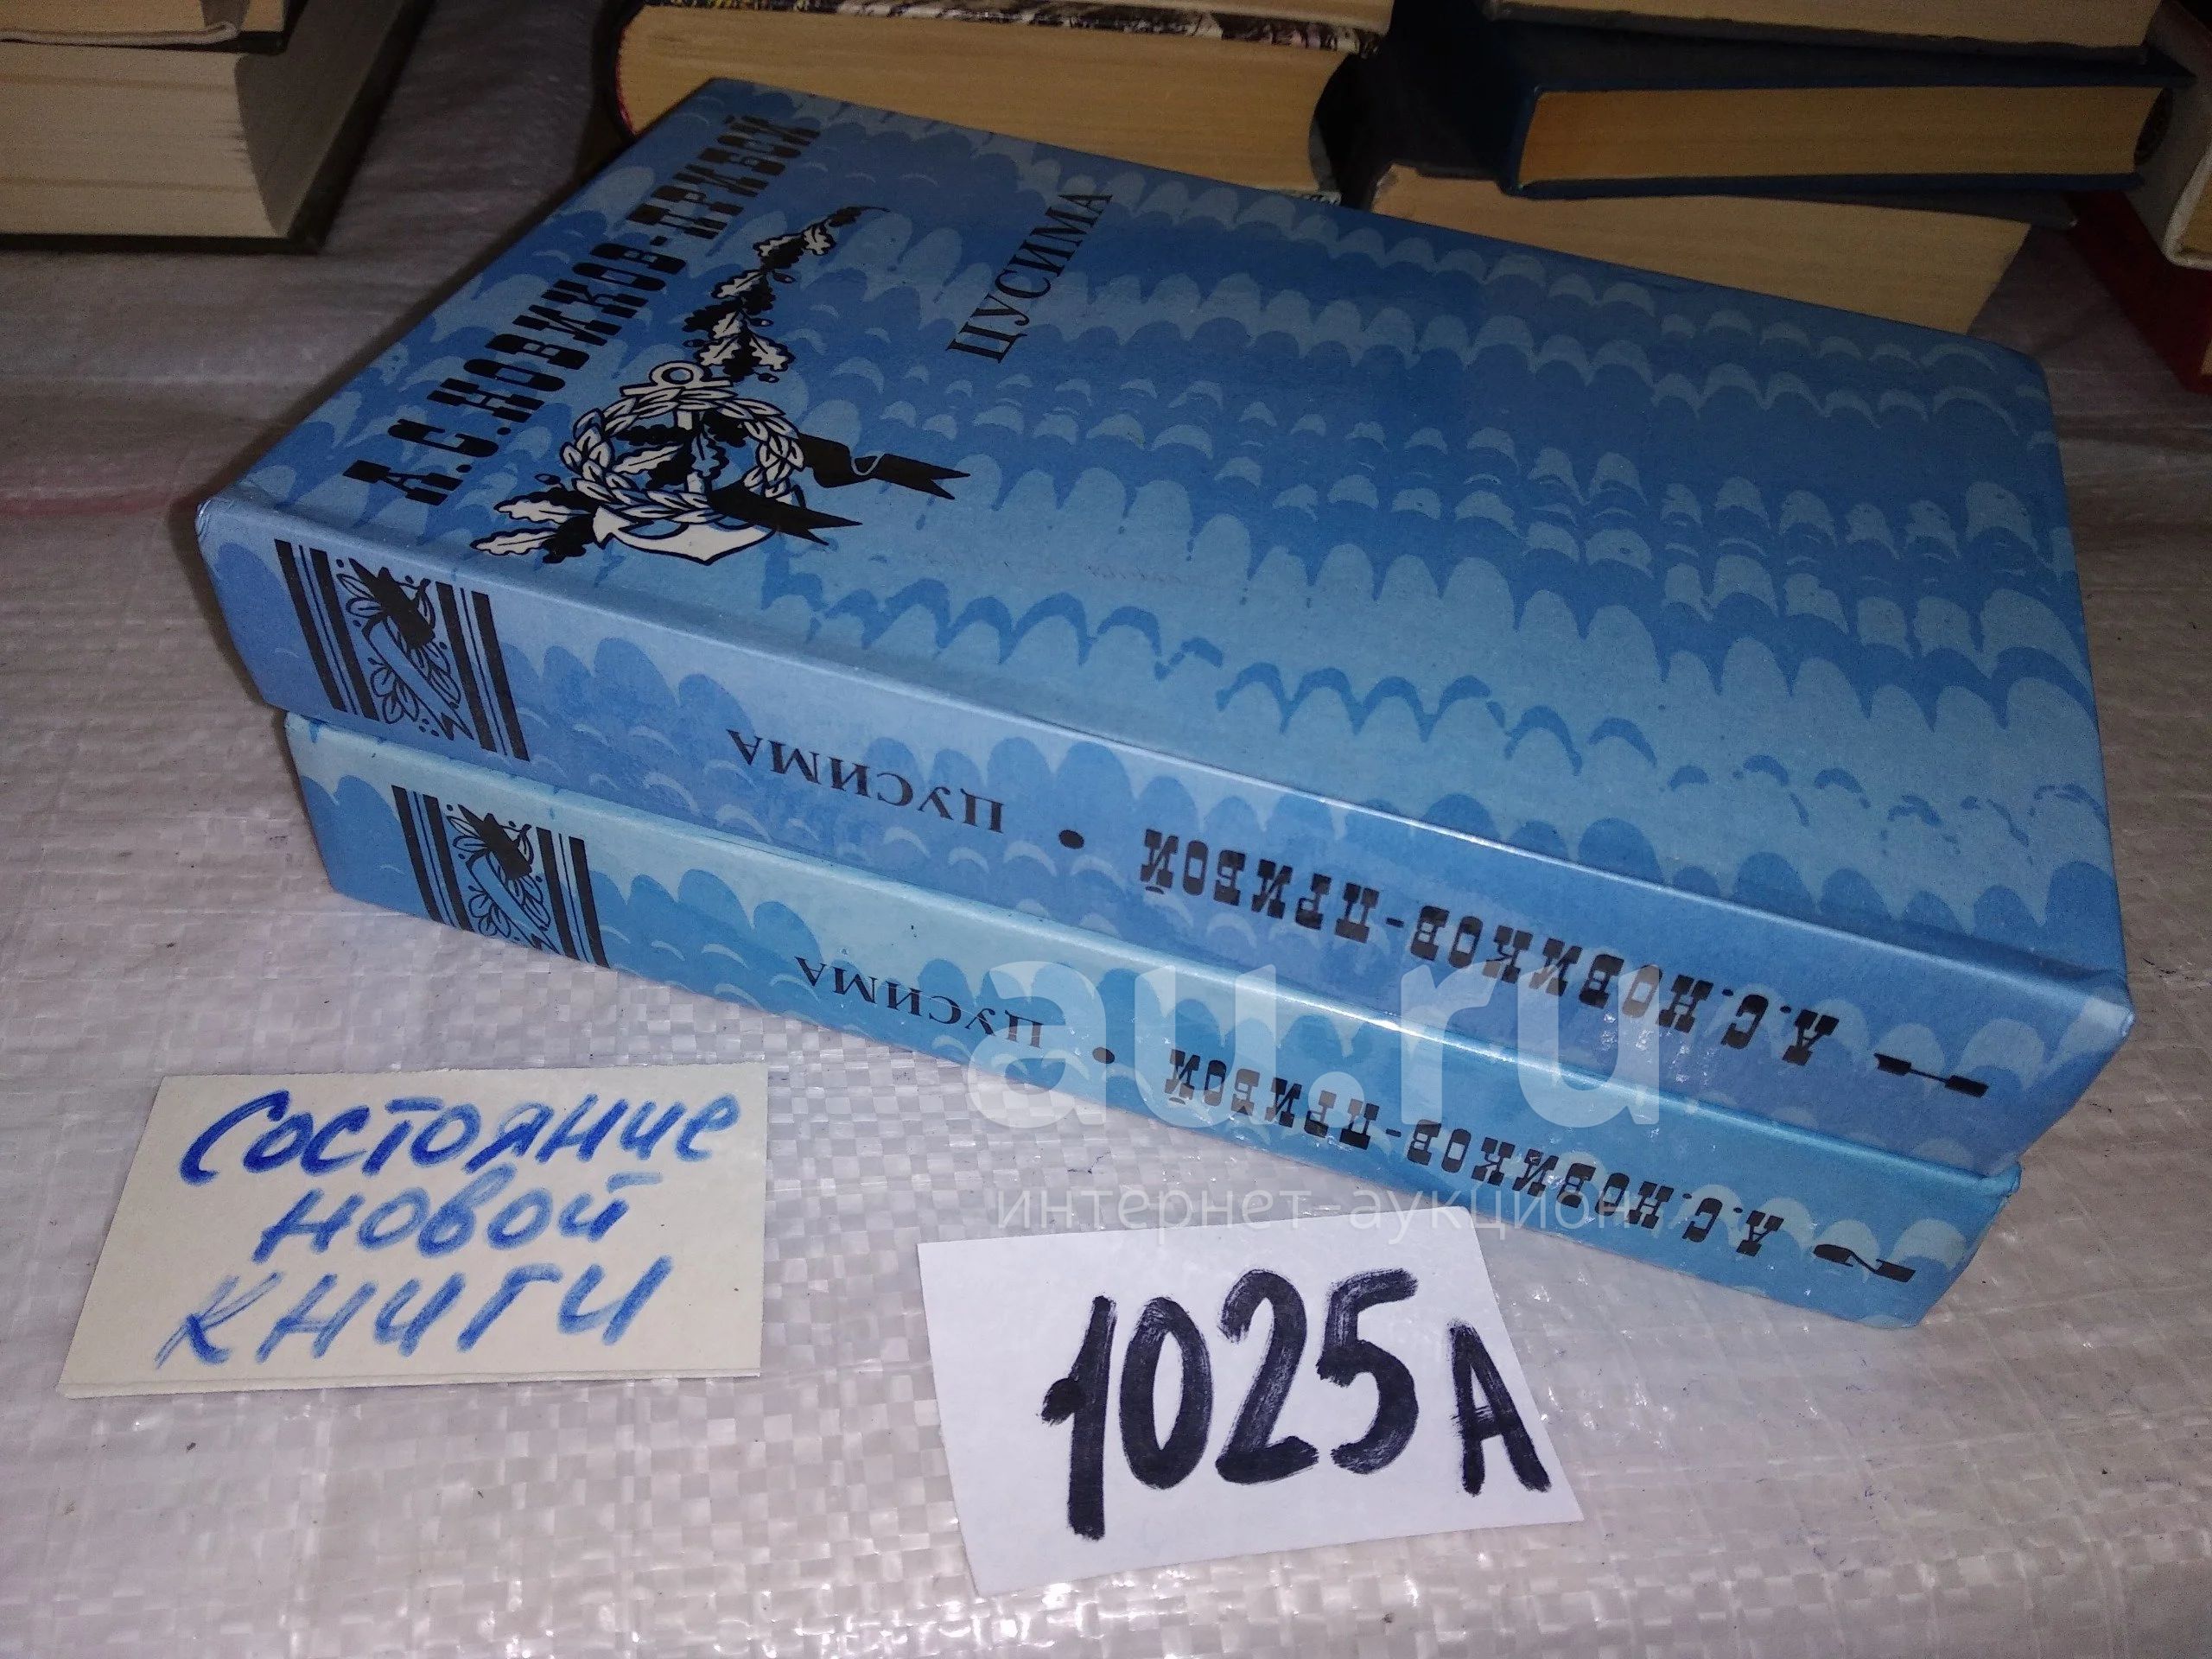 А.С.НОВИКОВ-ПРИБОЙ
ЦУСИМА
1 А.С.НОВИКОВ-ПРИБОЙ • ЦУСИМА
2 А.С.НОВИКОВ-ПРИБОЙ • ЦУСИМА
au.ru
интернет-аукцион
Состояние
новой
книги
1025А